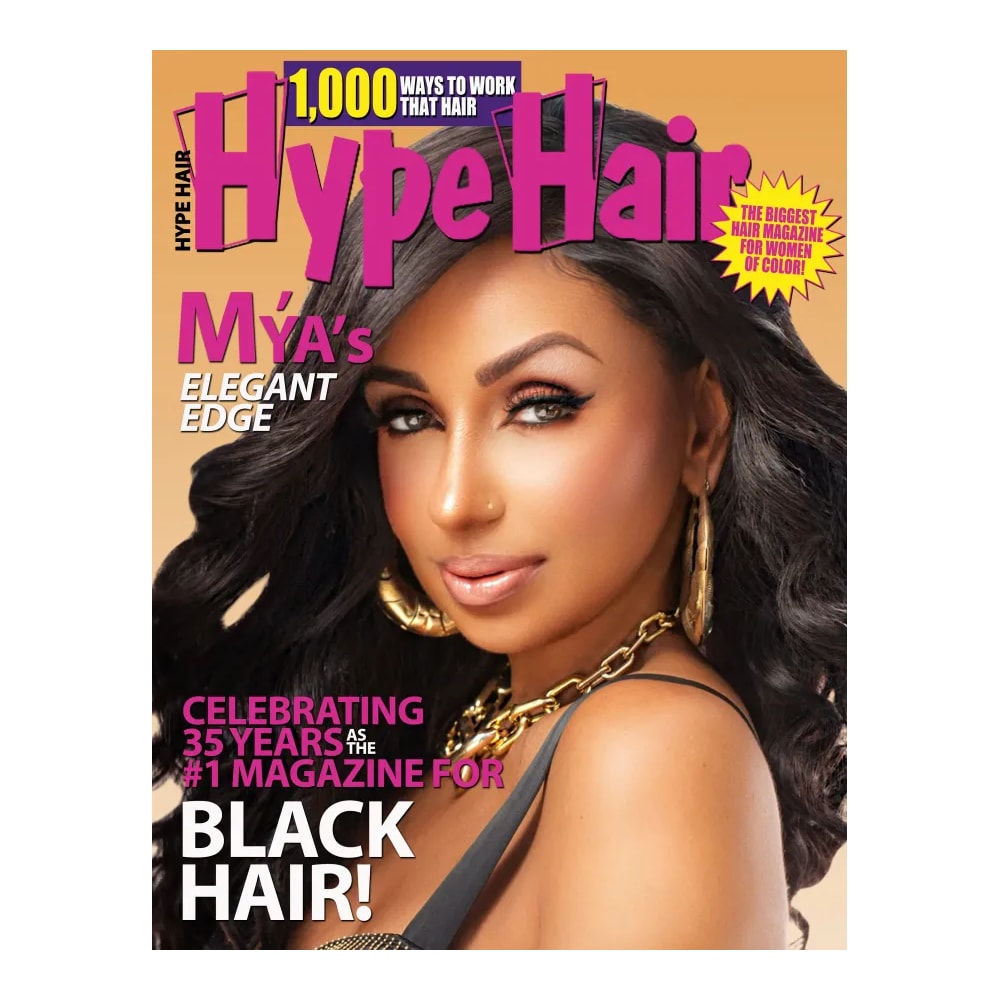 1,000 WAYS TO WORK
THAT HAIR
Hype Hair
HYPE HAIR
THE BIGGEST
HAIR MAGAZINE
FOR WOMEN
OF COLOR!
MÝA's
ELEGANT
EDGE
CELEBRATING
35 YEARS AS THE
#1 MAGAZINE FOR
BLACK
HAIR!